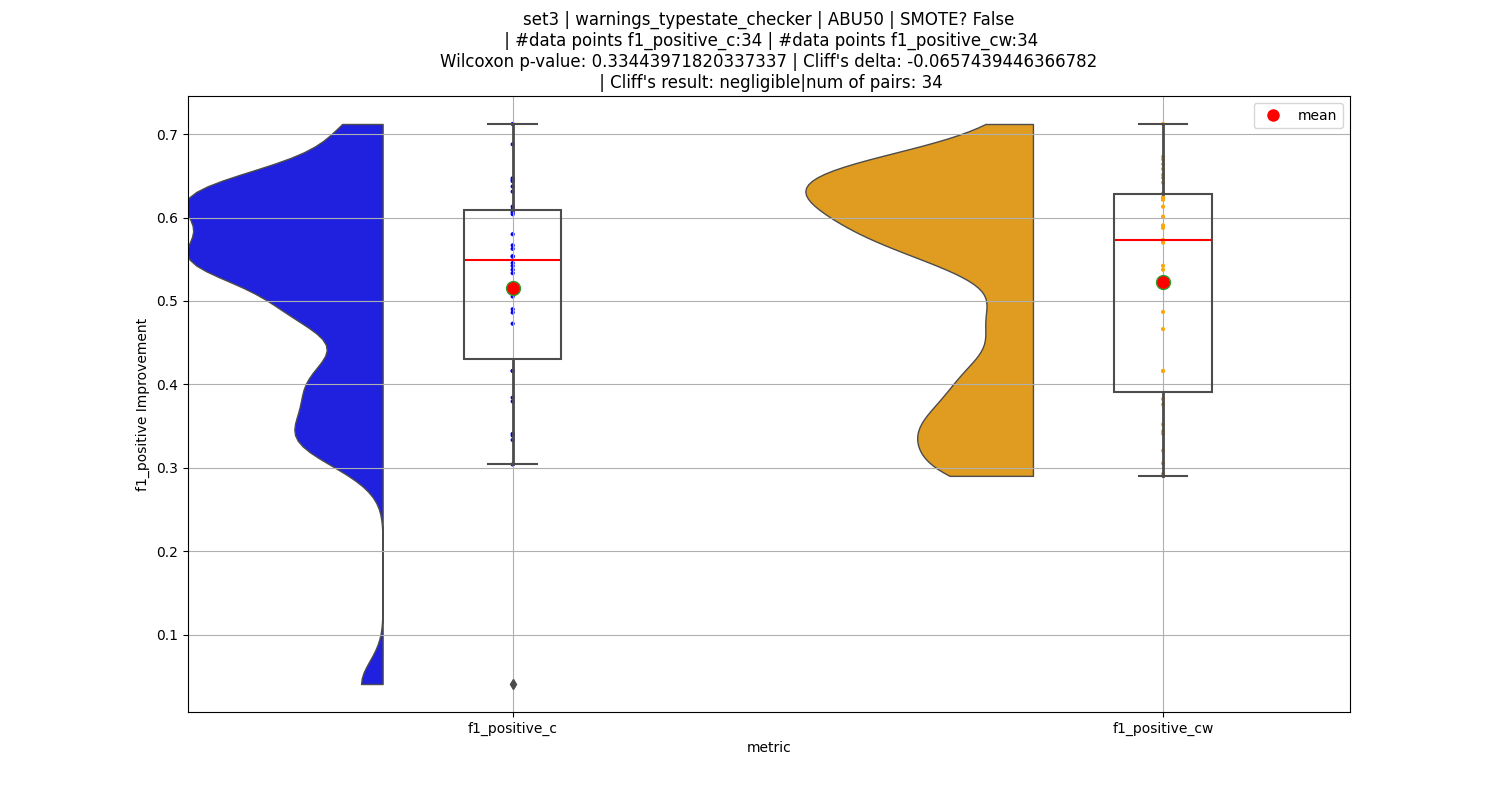 set3 | warnings_typestate_checker | ABU50 | SMOTE? False
| #data points f1_positive_c:34 | #data points f1_positive_cw:34
Wilcoxon p-value: 0.33443971820337337 | Cliff's delta: -0.0657439446366782
| Cliff's result: negligible|num of pairs: 34
mean
f1_positive Improvement
0.7
0.6
0.5
0.4
0.3
0.2
0.1
f1_positive_c
f1_positive_cw
metric